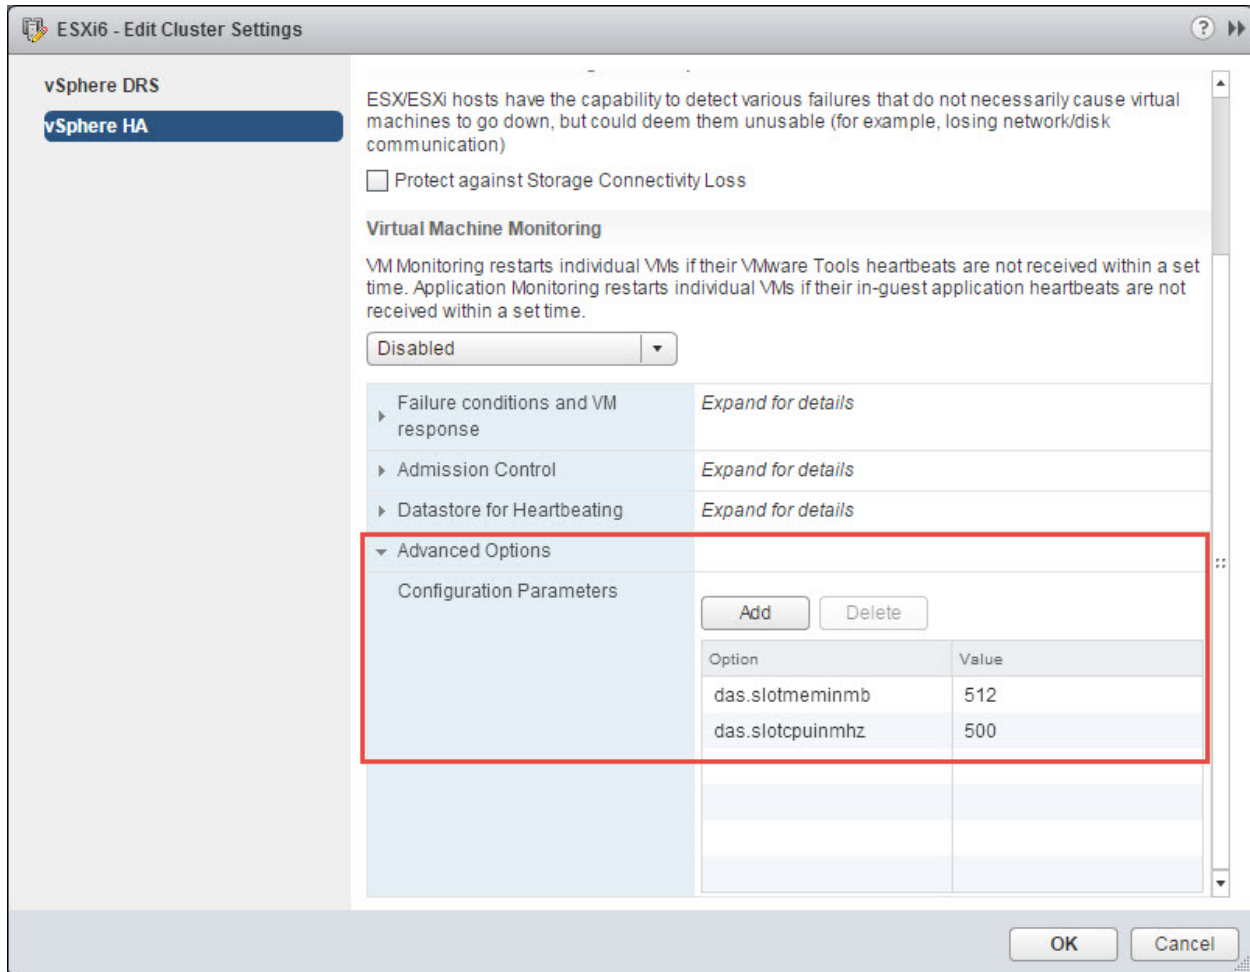 ESXi6 - Edit Cluster Settings
vSphere DRS
vSphere HA
ESX/ESXi hosts have the capability to detect various failures that do not necessarily cause virtual
machines to go down, but could deem them unusable (for example, losing network/disk
communication)
Protect against Storage Connectivity Loss
Virtual Machine Monitoring
VM Monitoring restarts individual VMs if their VMware Tools heartbeats are not received within a set
time. Application Monitoring restarts individual VMs if their in-guest application heartbeats are not
received within a set time.
Disabled
Failure conditions and VM
response
Expand for details
Admission Control
Expand for details
Datastore for Heartbeating
Expand for details
Advanced Options
Configuration Parameters
Add
Delete
Option
Value
das.slotmeminmb
512
das.slotcpuinmhz
500
OK
Cancel